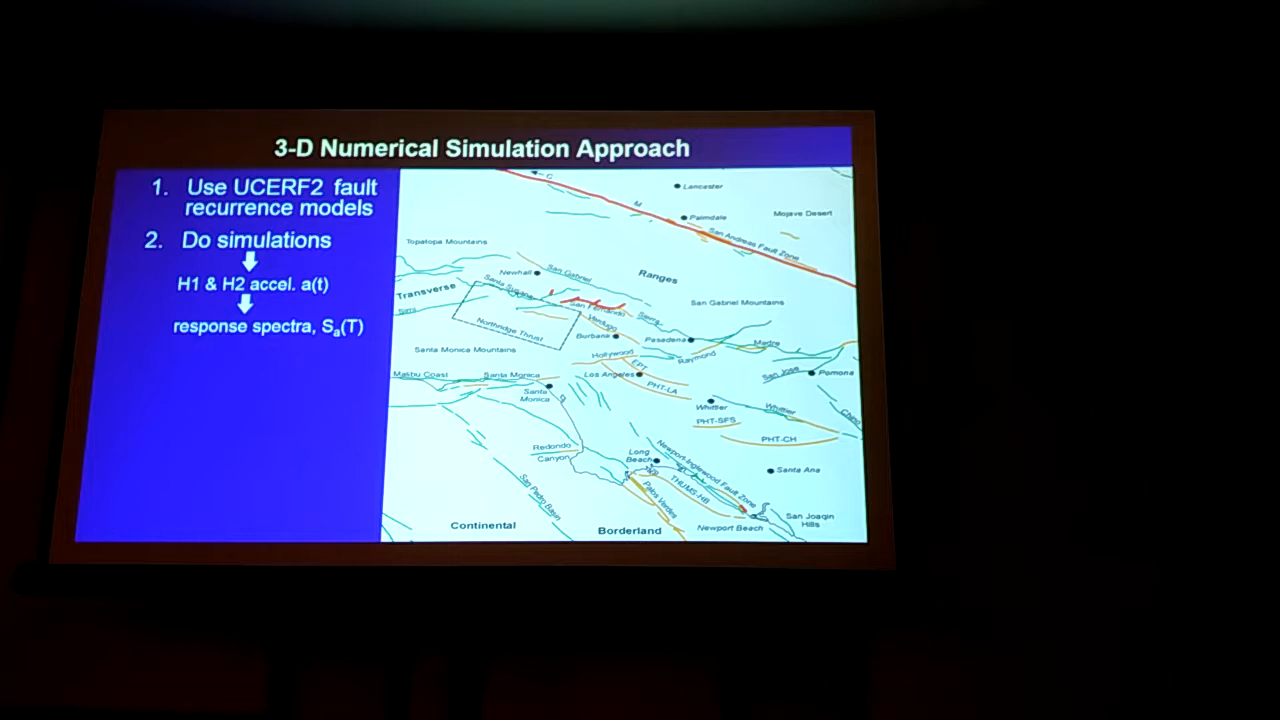 3-D Numerical Simulation Approach
1. Use UCERF2 fault
recurrence models
2. Do simulations
H1 & H2 accel. a(t)
response spectra, Sa(T)
G
Lancaster
M
Palmdale
Mojave Desert
San Andreas Fault Zone
Topatopa Mountains
Newhall
San Gabriel
Ranges
Transverse
Santa Susana
San Gabriel Mountains
San Fernando
Simi
Sierra
Northridge Thrust
Verdugo
Burbank
Pasadena
Madre
Santa Monica Mountains
Hollywood
Raymond
EPT
Malibu Coast
Santa Monica
Los Angeles
San Jose
Pomona
PHT-LA
Santa
Monica
Whittier
Whittier
Chino
PHT-SFS
PHT-CH
Redondo
Canyon
Long
Beach
Newport-Inglewood Fault Zone
Santa Ana
THUMS-HB
San Pedro Basin
Palos Verdes
San Joaqin
Hills
Continental
Borderland
Newport Beach